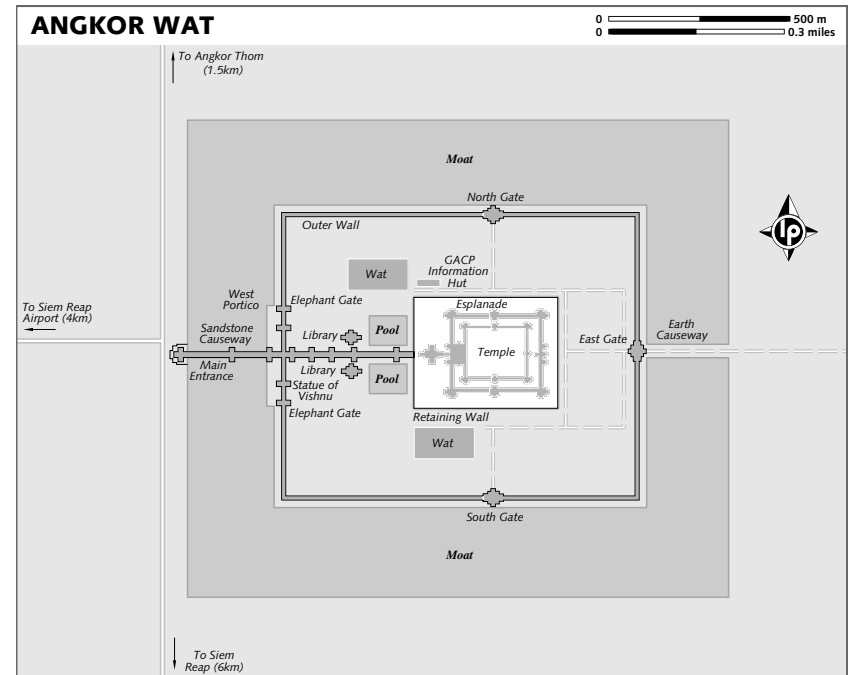 ANGKOR WAT
0 500 m
0 0.3 miles
To Angkor Thom
(1.5km)
Moat
North Gate
Outer Wall
GACP
Information
Hut
Wat
lp
West
Portico
Elephant Gate
Esplanade
To Siem Reap
Airport (4km)
Sandstone
Causeway
Library
Pool
East Gate
Earth
Causeway
Temple
Main
Entrance
Library
Pool
Statue of
Vishnu
Elephant Gate
Retaining Wall
Wat
South Gate
Moat
To Siem
Reap (6km)